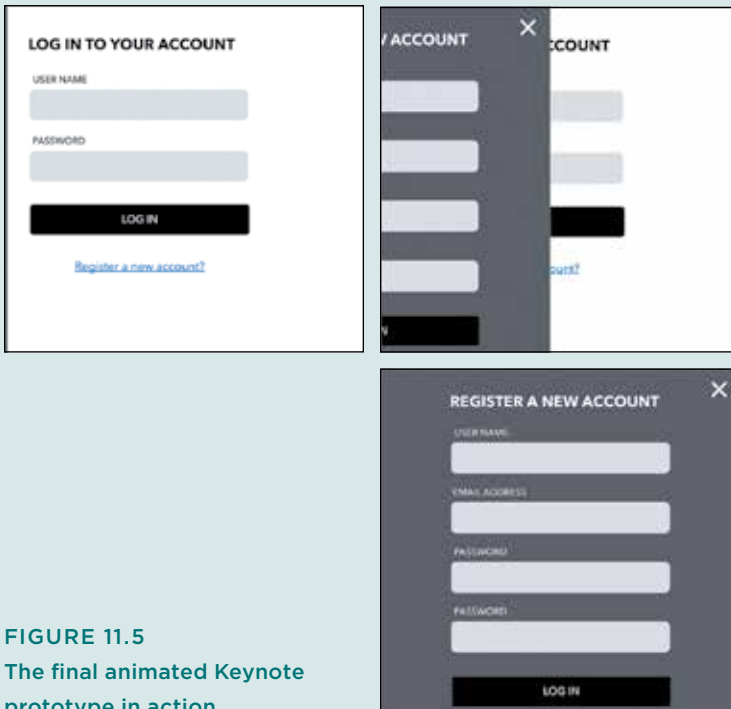 LOG IN TO YOUR ACCOUNT
USER NAME
PASSWORD
LOG IN
Register a new account?
ACCOUNT
CCOUNT
N
ount?
REGISTER A NEW ACCOUNT
USER NAME
EMAIL ADDRESS
PASSWORD
PASSWORD
LOG IN
FIGURE 11.5
The final animated Keynote
prototype in action